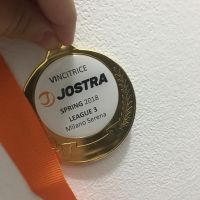 VINCITRICE
JOSTRA
SPRING 2018
LEAGUE 3
Milano Serena